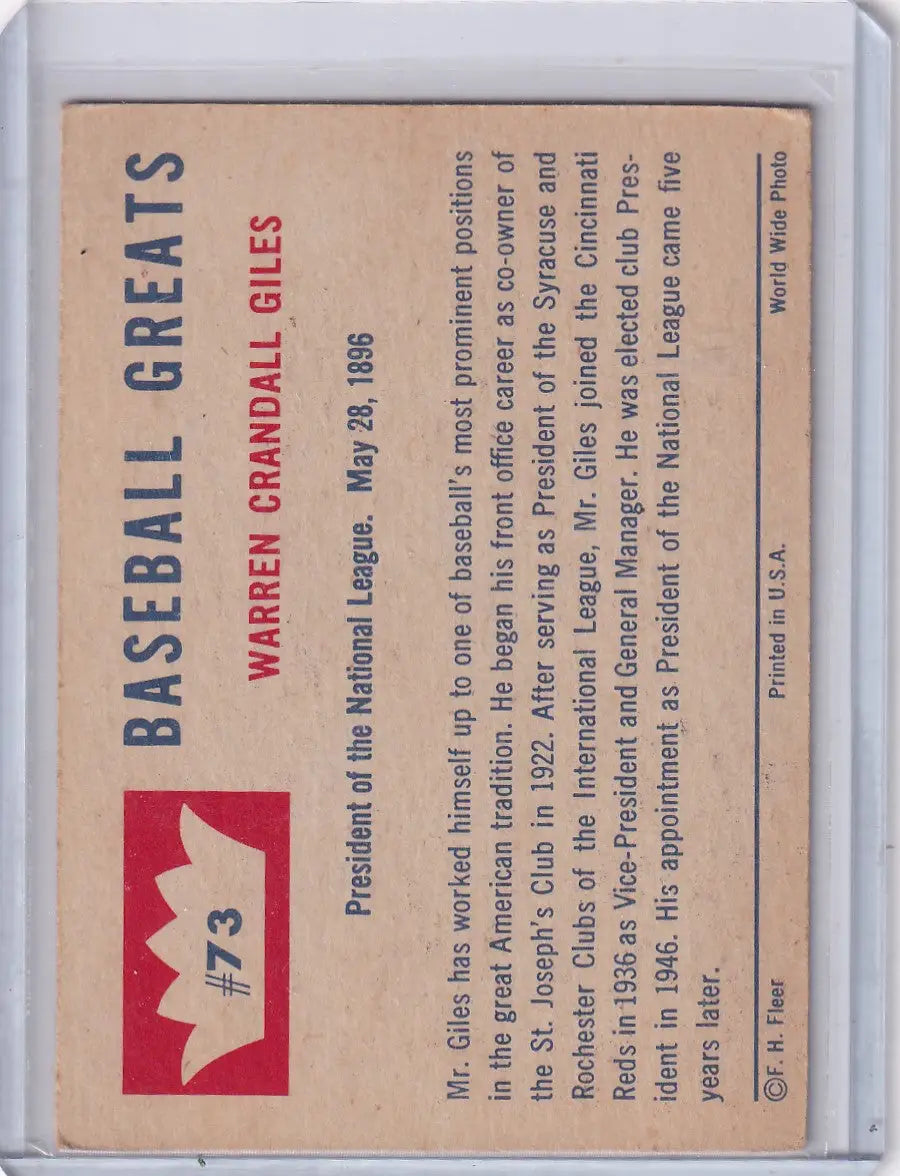 #73
BASEBALL GREATS
WARREN CRANDALL GILES
President of the National League. May 28, 1896
Mr. Giles has worked himself up to one of baseball's most prominent positions
in the great American tradition. He began his front office career as co-owner of
the St. Joseph's Club in 1922. After serving as President of the Syracuse and
Rochester Clubs of the International League, Mr. Giles joined the Cincinnati
Reds in 1936 as Vice-President and General Manager. He was elected club Pres-
ident in 1946. His appointment as President of the National League came five
years later.
©F. H. Fleer Printed in U.S.A. World Wide Photo